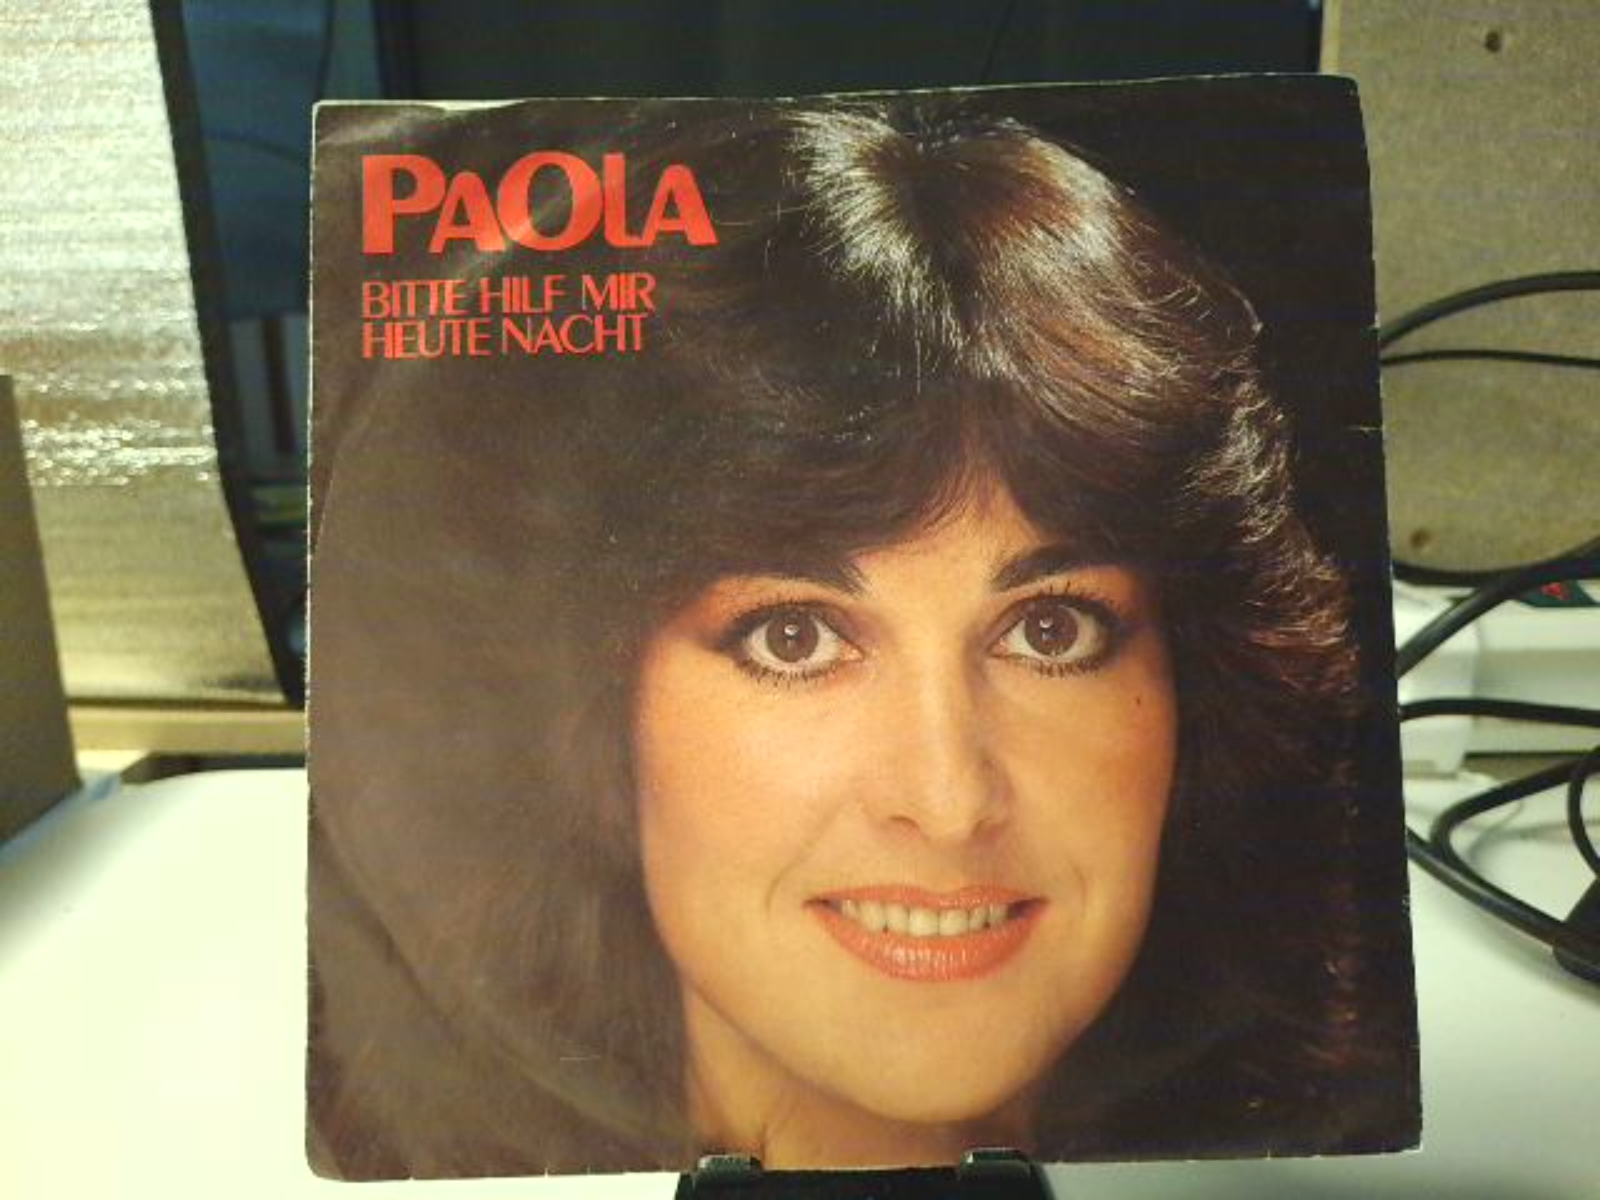 PAOLA
BITTE HILF MIR
HEUTE NACHT